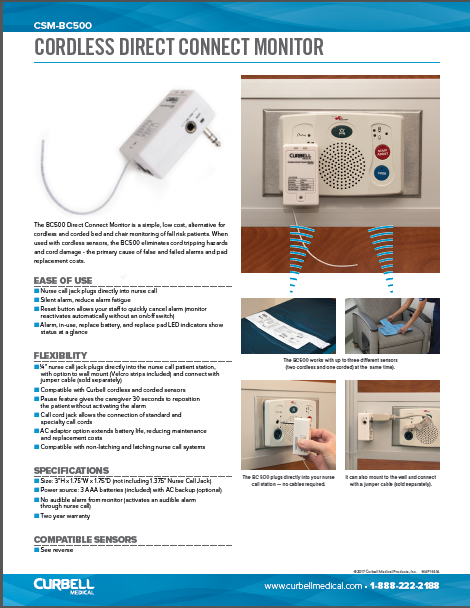 CSM-BC500
CORDLESS DIRECT CONNECT MONITOR
The BC500 Direct Connect Monitor is a simple, low cost, alternative for
cordless and corded bed and chair monitoring of fall risk patients. When
used with cordless sensors, the BC500 eliminates cord tripping hazards
and cord damage - the primary cause of false and failed alarms and pad
replacement costs.
EASE OF USE
Nurse call jack plugs directly into nurse call
Silent alarm, reduce alarm fatigue
Reset button allows your staff to quickly cancel alarm (monitor
reactivates automatically without an on/off switch)
Alarm, in-use, replace battery, and replace pad LED indicators show
status at a glance
FLEXIBILITY
¼" nurse call jack plugs directly into the nurse call patient station,
with option to wall mount (Velcro strips included) and connect with
jumper cable (sold separately)
Compatible with Curbell cordless and corded sensors
Pause feature gives the caregiver 30 seconds to reposition
the patient without activating the alarm
Call cord jack allows the connection of standard and
specialty call cords
AC adaptor option extends battery life, reducing maintenance
and replacement costs
Compatible with non-latching and latching nurse call systems
SPECIFICATIONS
Size: 3"H x 1.75"W x 1.75"D (not including 1.375" Nurse Call Jack)
Power source: 3 AAA batteries (included) with AC backup (optional)
No audible alarm from monitor (activates an audible alarm
through nurse call)
Two year warranty
COMPATIBLE SENSORS
See reverse
CURBELL
The BC500 works with up to three different sensors
(two cordless and one corded) at the same time).
The BC 500 plugs directly into your nurse
call station — no cables required.
It can also mount to the wall and connect
with a jumper cable (sold separately).
©2017 Curbell Medical Products, Inc.
CURBELL
MEDICAL
www.curbellmedical.com • 1-888-222-2188